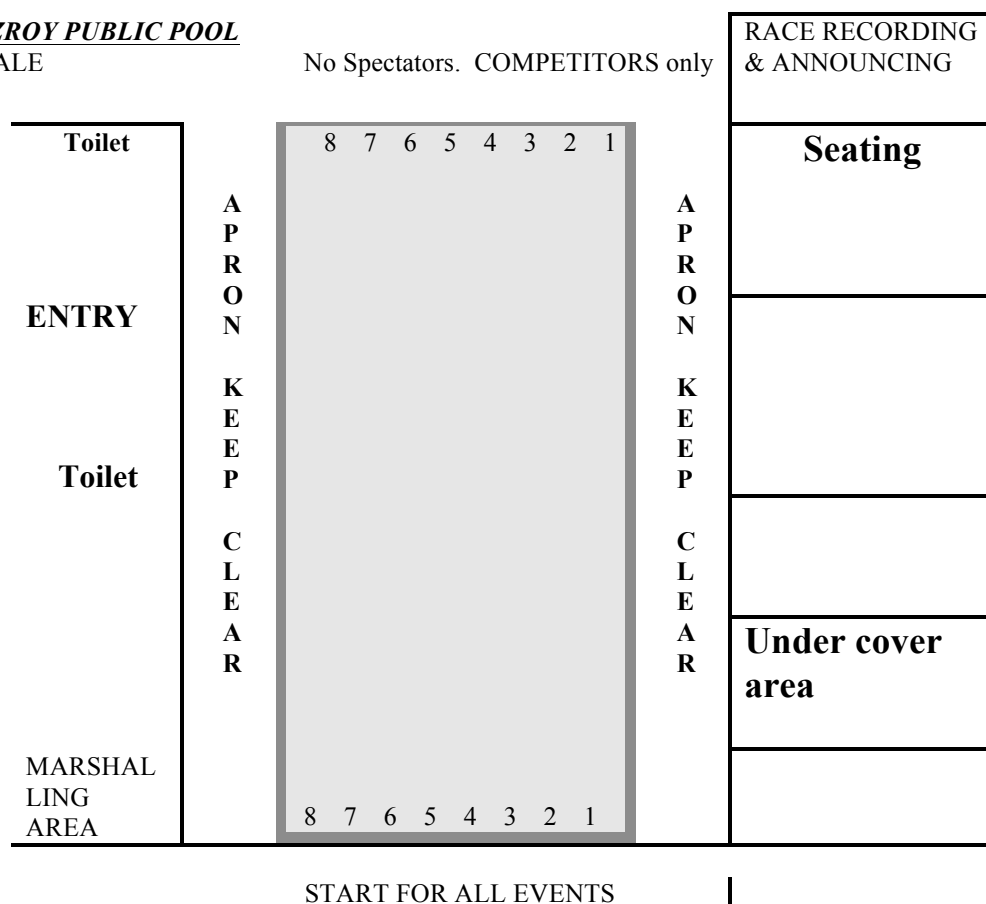 ZROY PUBLIC POOL
ALE
No Spectators.  COMPETITORS only
RACE RECORDING
& ANNOUNCING
Toilet
8 7 6 5 4 3 2 1
Seating
A
P
R
O
N
K
E
E
P
C
L
E
A
R
A
P
R
O
N
K
E
E
P
C
L
E
A
R
ENTRY
Toilet
Under cover
area
MARSHAL
LING
AREA
8 7 6 5 4 3 2 1
START FOR ALL EVENTS